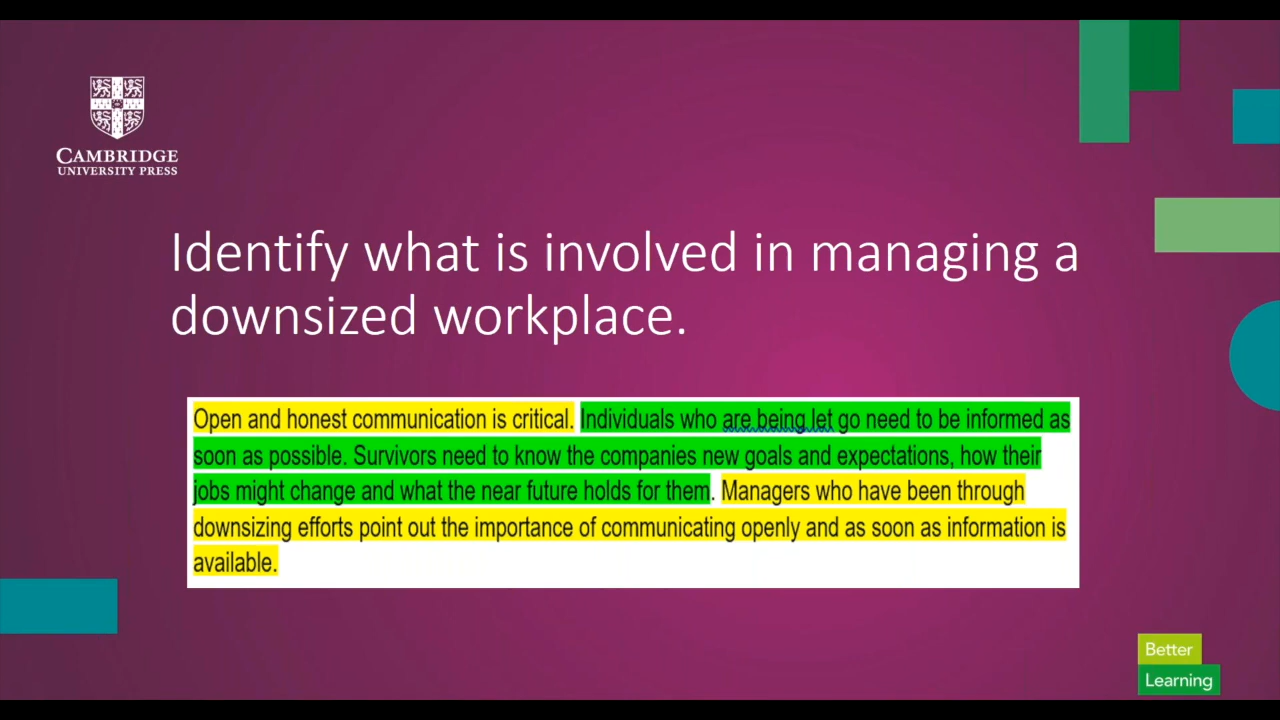 CAMBRIDGE
UNIVERSITY PRESS
Identify what is involved in managing a
downsized workplace.
Open and honest communication is critical. Individuals who are being let go need to be informed as
soon as possible. Survivors need to know the companies new goals and expectations, how their
jobs might change and what the near future holds for them. Managers who have been through
downsizing efforts point out the importance of communicating openly and as soon as information is
available.
Better
Learning